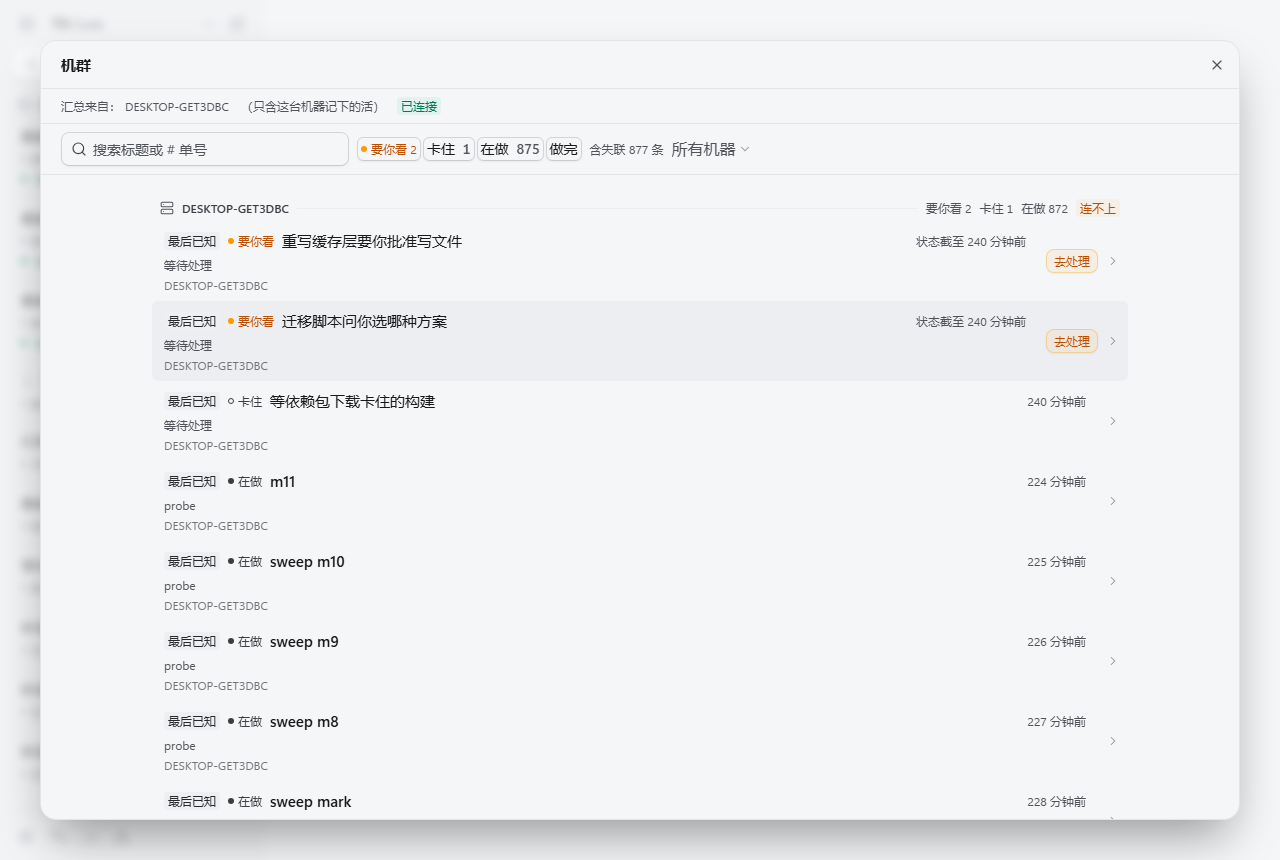 机群
汇总来自： DESKTOP-GET3DBC （只含这台机器记下的活） 已连接
搜索标题或 # 单号 要你看 2 卡住 1 在做 875 做完 含失联 877 条 所有机器
DESKTOP-GET3DBC 要你看 2 卡住 1 在做 872 连不上
最后已知 要你看 重写缓存层要你批准写文件 状态截至 240 分钟前
等待处理 去处理
DESKTOP-GET3DBC
最后已知 要你看 迁移脚本问你选哪种方案 状态截至 240 分钟前
等待处理 去处理
DESKTOP-GET3DBC
最后已知 卡住 等依赖包下载卡住的构建 240 分钟前
等待处理
DESKTOP-GET3DBC
最后已知 在做 m11 224 分钟前
probe
DESKTOP-GET3DBC
最后已知 在做 sweep m10 225 分钟前
probe
DESKTOP-GET3DBC
最后已知 在做 sweep m9 226 分钟前
probe
DESKTOP-GET3DBC
最后已知 在做 sweep m8 227 分钟前
probe
DESKTOP-GET3DBC
最后已知 在做 sweep mark 228 分钟前